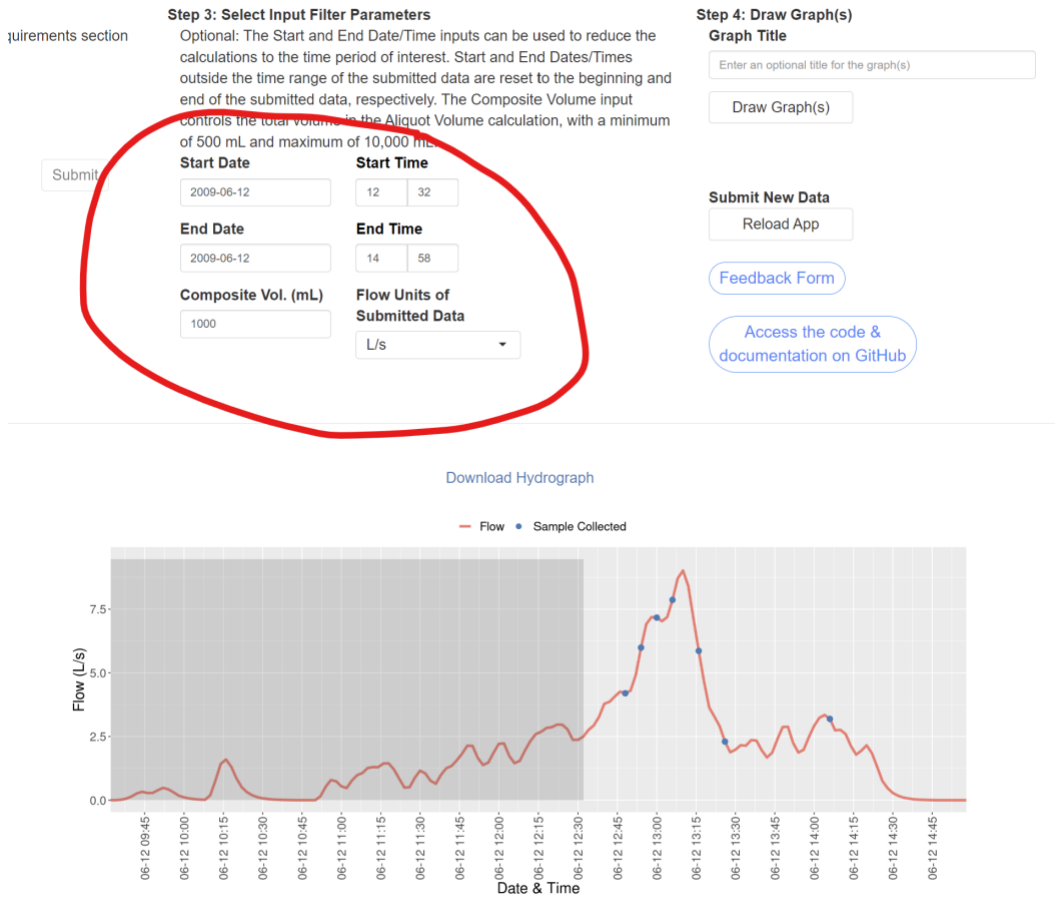 Step 3: Select Input Filter Parameters
quirements section
Optional: The Start and End Date/Time inputs can be used to reduce the
calculations to the time period of interest. Start and End Dates/Times
outside the time range of the submitted data are reset to the beginning and
end of the submitted data, respectively. The Composite Volume input
controls the total volume in the Aliquot Volume calculation, with a minimum
of 500 mL and maximum of 10,000 mL.
Submit
Start Date
Start Time
2009-06-12
12 32
End Date
End Time
2009-06-12
14 58
Composite Vol. (mL)
Flow Units of
Submitted Data
1000
L/s
Step 4: Draw Graph(s)
Graph Title
Enter an optional title for the graph(s)
Draw Graph(s)
Submit New Data
Reload App
Feedback Form
Access the code &
documentation on GitHub
Download Hydrograph
Flow
Sample Collected
Flow (L/s)
7.5
5.0
2.5
0.0
06-12 09:45
06-12 10:00
06-12 10:15
06-12 10:30
06-12 10:45
06-12 11:00
06-12 11:15
06-12 11:30
06-12 11:45
06-12 12:00
06-12 12:15
06-12 12:30
06-12 12:45
06-12 13:00
06-12 13:15
06-12 13:30
06-12 13:45
06-12 14:00
06-12 14:15
06-12 14:30
06-12 14:45
Date & Time